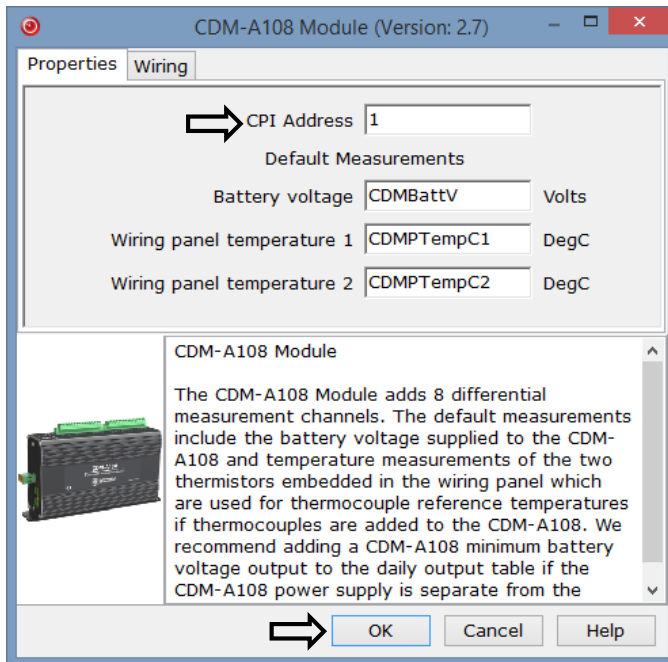 CDM-A108 Module (Version: 2.7)
Properties Wiring
CPI Address 1
Default Measurements
Battery voltage CDMBattV Volts
Wiring panel temperature 1 CDMPTempC1 DegC
Wiring panel temperature 2 CDMPTempC2 DegC
CDM-A108 Module
The CDM-A108 Module adds 8 differential
measurement channels. The default measurements
include the battery voltage supplied to the CDM-
A108 and temperature measurements of the two
thermistors embedded in the wiring panel which
are used for thermocouple reference temperatures
if thermocouples are added to the CDM-A108. We
recommend adding a CDM-A108 minimum battery
voltage output to the daily output table if the
CDM-A108 power supply is separate from the
OK Cancel Help